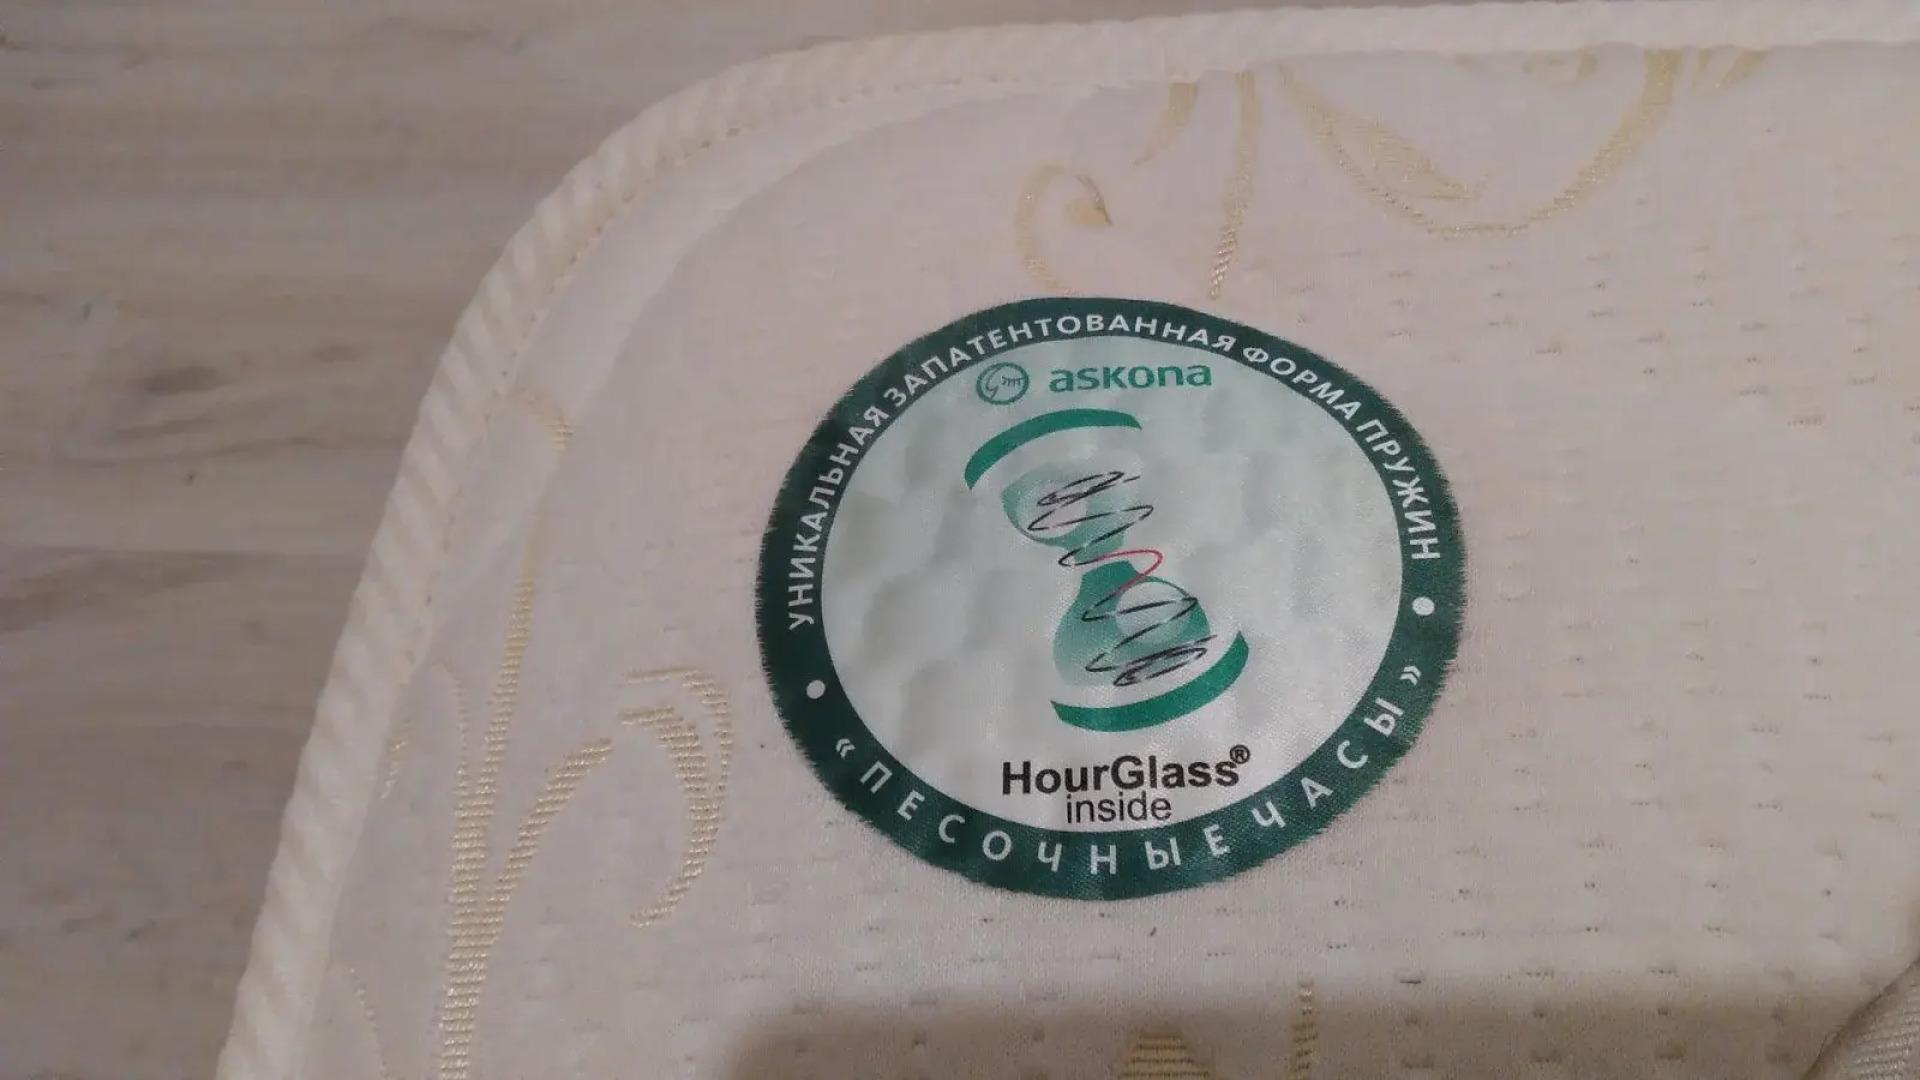 УНИКАЛЬНАЯ ЗАПАТЕНТОВАННАЯ ФОРМА ПРУЖИН
askona
HourGlass®
inside
«ПЕСОЧНЫЕ ЧАСЫ»